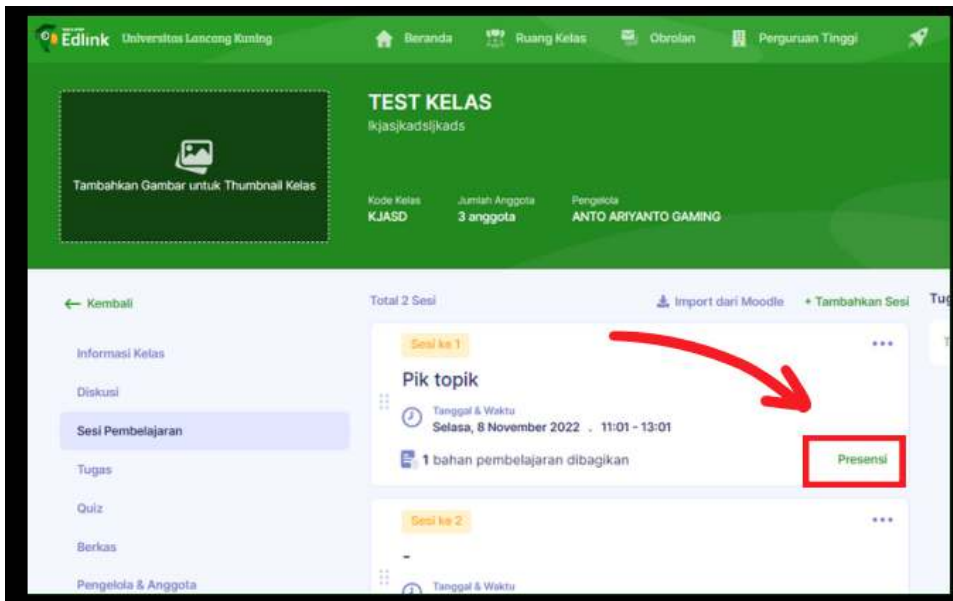 Edlink Universitas Lancang Kuning Beranda Ruang Kelas Obrolan Perguruan Tinggi
TEST KELAS
lkjasjkadsljkads
Tambahkan Gambar untuk Thumbnail Kelas
Kode Kelas Jumlah Anggota Pengelola
KJASD 3 anggota ANTO ARIYANTO GAMING
← Kembali
Informasi Kelas
Diskusi
Sesi Pembelajaran
Tugas
Quiz
Berkas
Pengelola & Anggota
Total 2 Sesi Import dari Moodle + Tambahkan Sesi
Sesi ke 1
Pik topik
Tanggal & Waktu
Selasa, 8 November 2022 . 11:01 - 13:01
1 bahan pembelajaran dibagikan Presensi
Sesi ke 2
-
Tanggal & Waktu
Tug